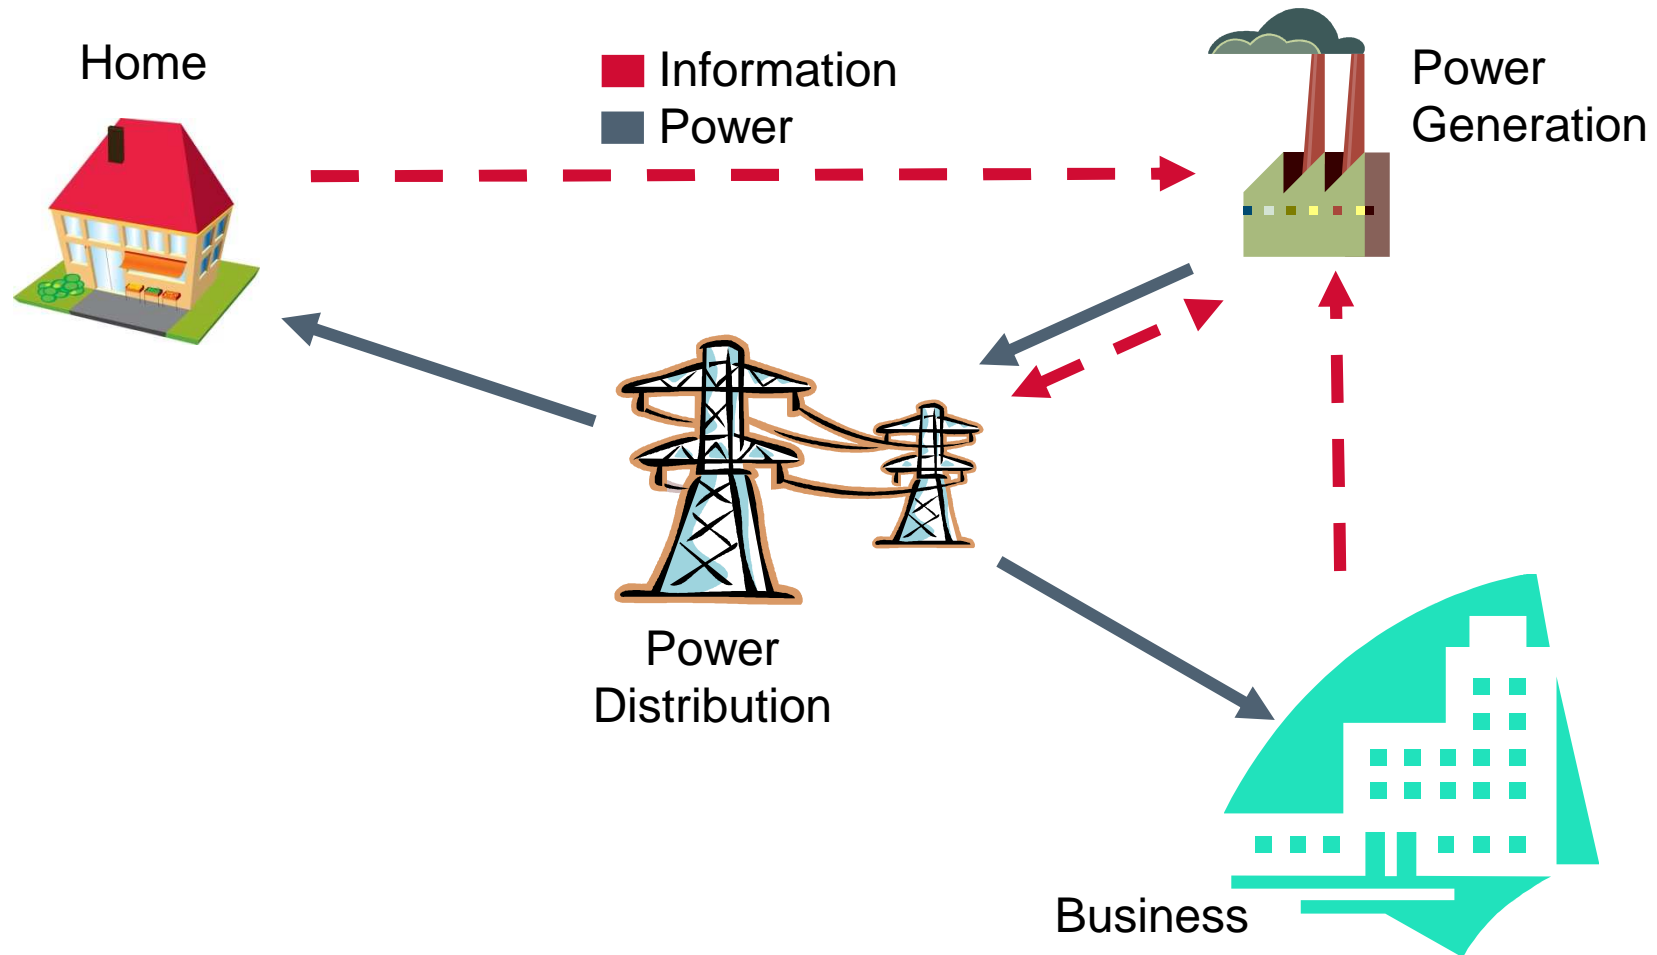 Home
Information
Power
Power
Generation
Power
Distribution
Business